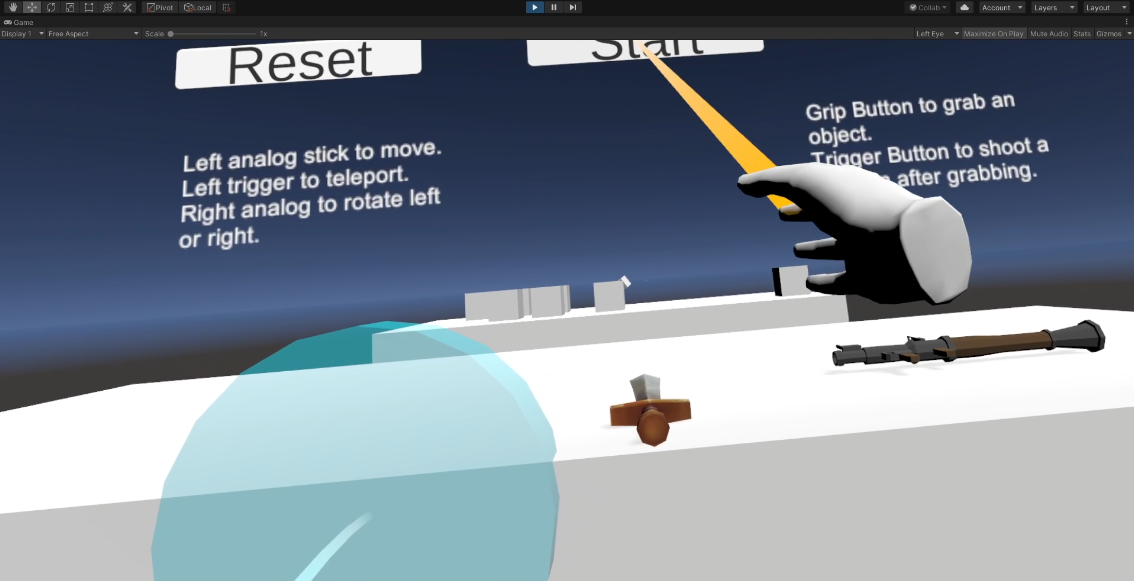 Pivot Local
Collab Account Layers Layout
Game
Display 1 Free Aspect Scale 1x
Left Eye Maximize On Play Mute Audio Stats Gizmos
Reset
Start
Left analog stick to move.
Left trigger to teleport.
Right analog to rotate left
or right.
Grip Button to grab an
object.
Trigger Button to shoot a
after grabbing.